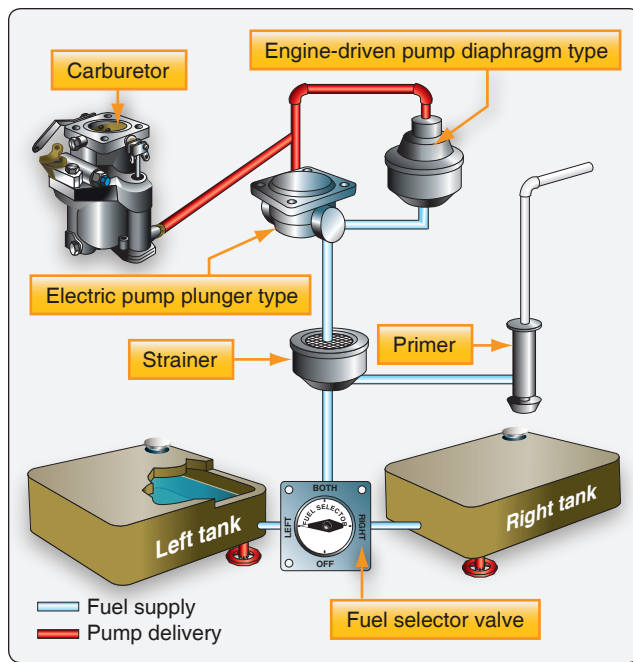 Engine-driven pump diaphragm type
Carburetor
Electric pump plunger type
Strainer
Primer
BOTH
LEFT
FUEL SELECTOR
RIGHT
OFF
Left tank
Right tank
Fuel supply
Pump delivery
Fuel selector valve